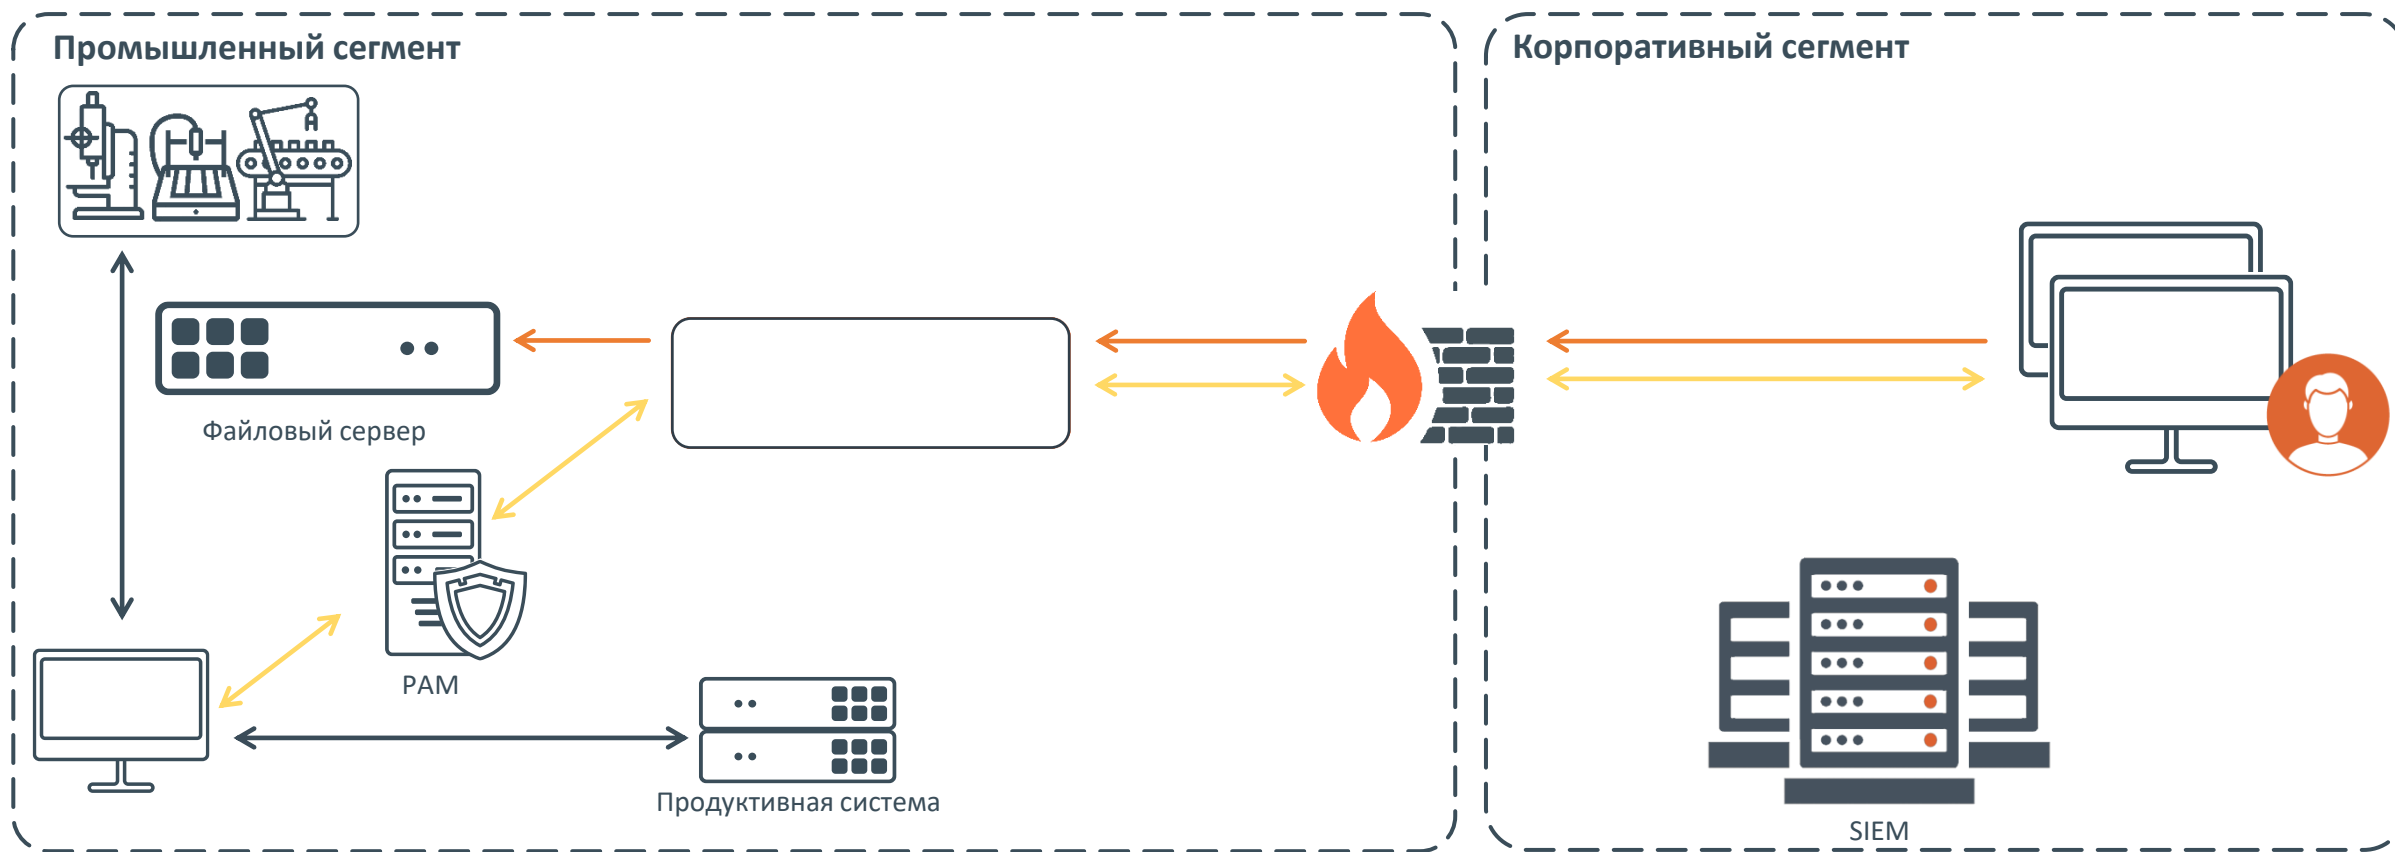 Промышленный сегмент
Корпоративный сегмент
Файловый сервер
PAM
Продуктивная система
SIEM